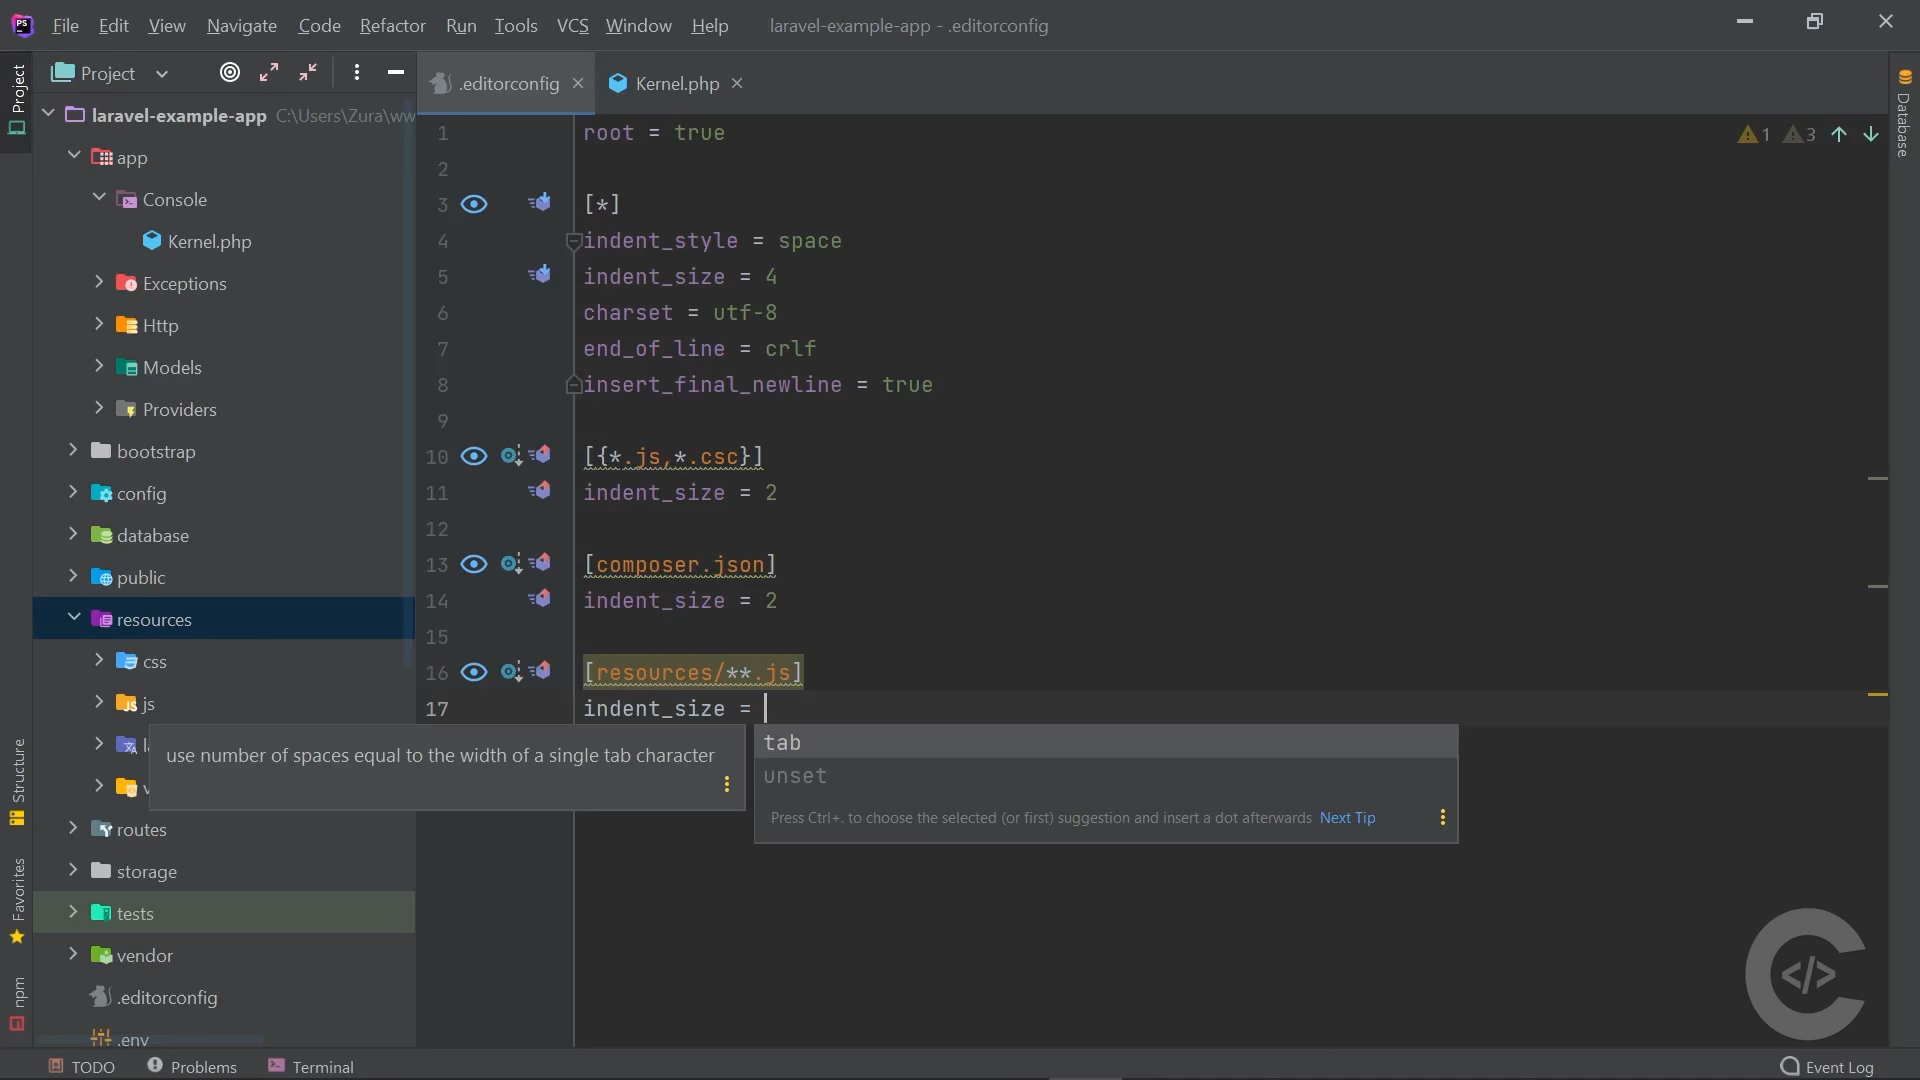 PS
File Edit View Navigate Code Refactor Run Tools VCS Window Help laravel-example-app - .editorconfig
Project
Project
.editorconfig
Kernel.php
Database
laravel-example-app C:\Users\Zura\ww
app
Console
Kernel.php
Exceptions
Http
Models
Providers
bootstrap
config
database
public
resources
css
js
routes
storage
tests
vendor
.editorconfig
.env
Structure
Favorites
npm
1 root = true
2
3 [*]
4 indent_style = space
5 indent_size = 4
6 charset = utf-8
7 end_of_line = crlf
8 insert_final_newline = true
9
10 [{*.js,*.csc}]
11 indent_size = 2
12
13 [composer.json]
14 indent_size = 2
15
16 [resources/**.js]
17 indent_size =
1 3
use number of spaces equal to the width of a single tab character
tab
unset
Press Ctrl+. to choose the selected (or first) suggestion and insert a dot afterwards Next Tip
</>
TODO Problems Terminal Event Log